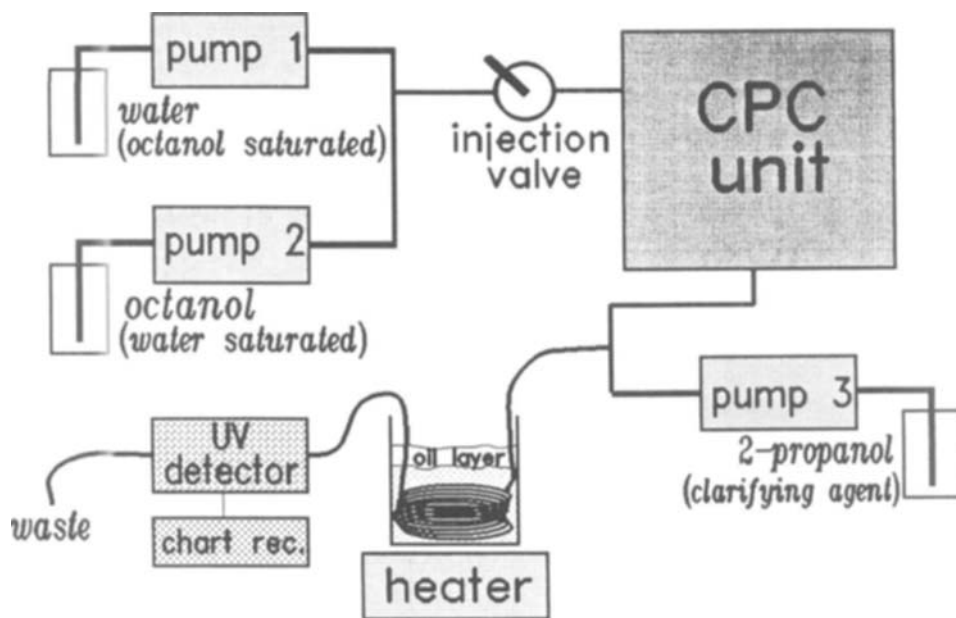 pump 1
water
(octanol saturated)
pump 2
octanol
(water saturated)
injection
valve
CPC
unit
pump 3
2-propanol
(clarifying agent)
oil layer
heater
UV
detector
chart rec.
waste